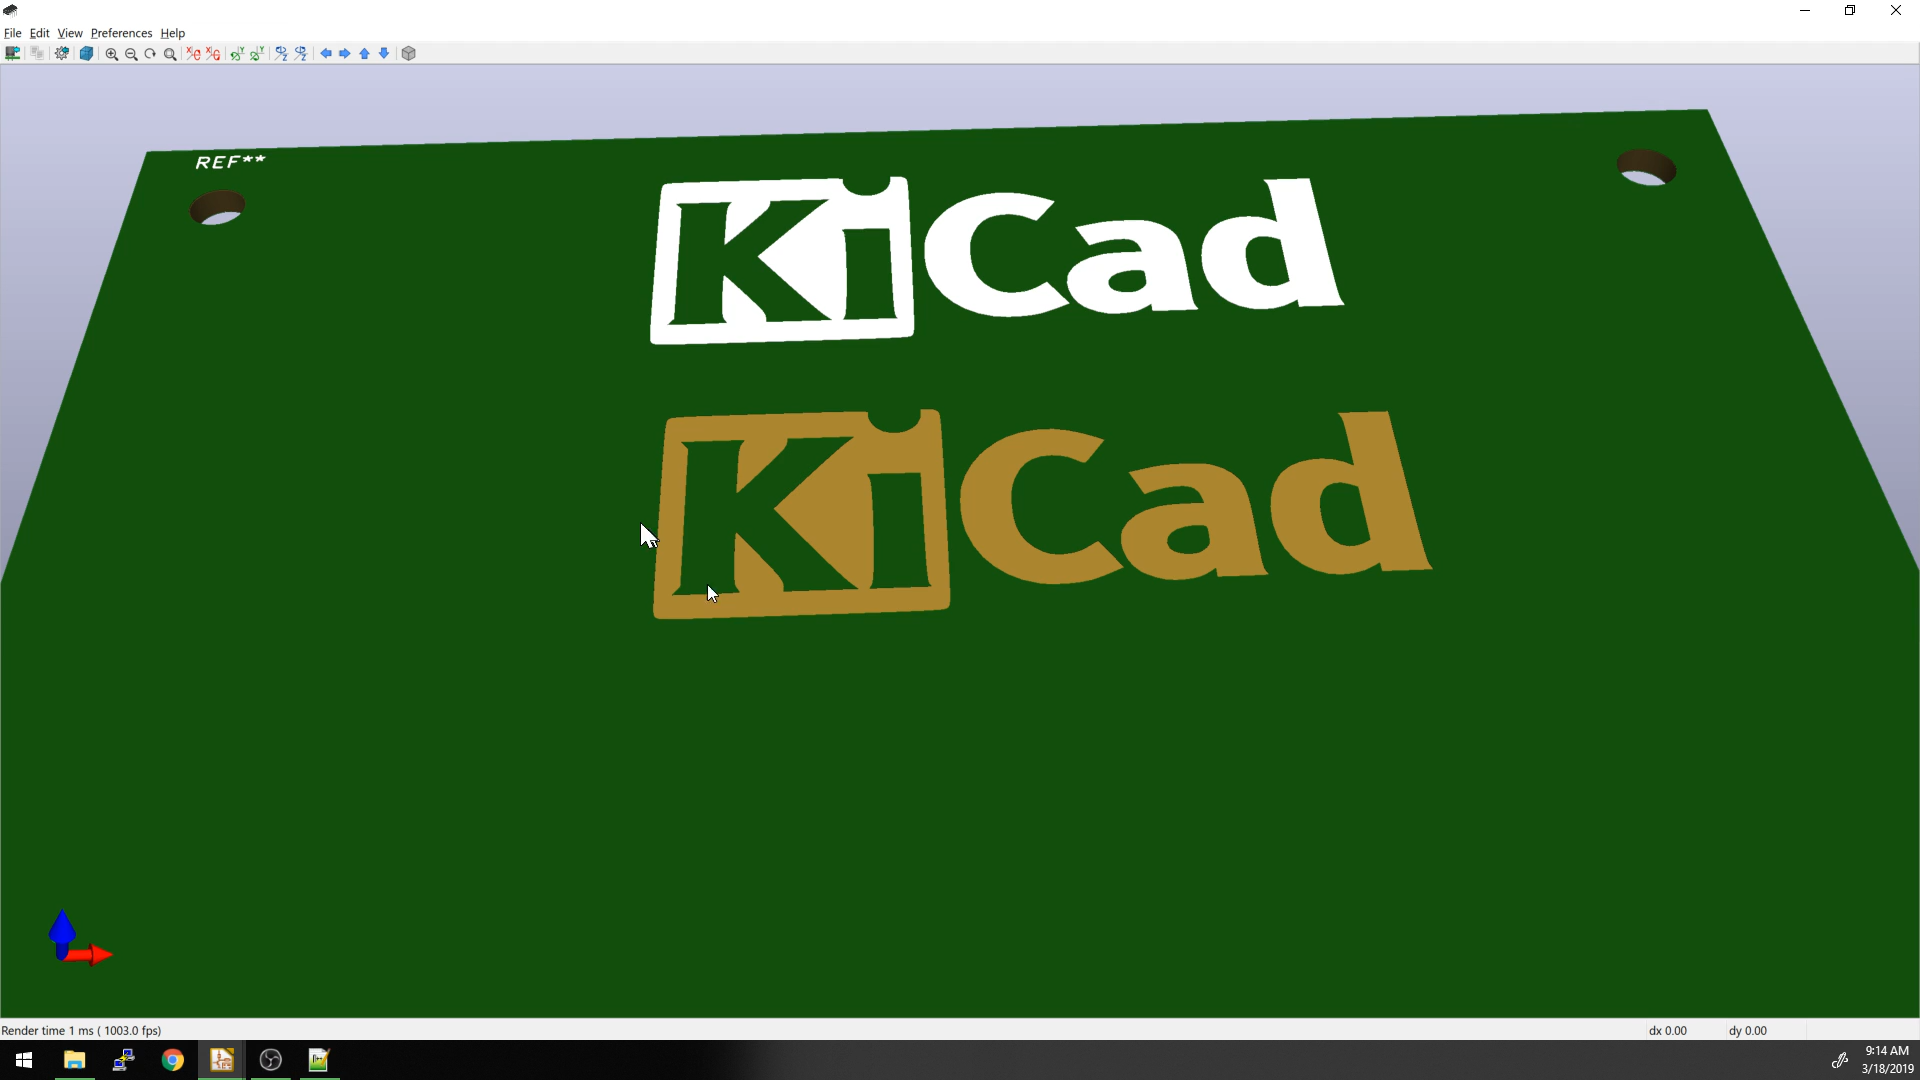 File Edit View Preferences Help
REF**
KiCad
KiCad
Render time 1 ms ( 1003.0 fps)
dx 0.00
dy 0.00
9:14 AM
3/18/2019